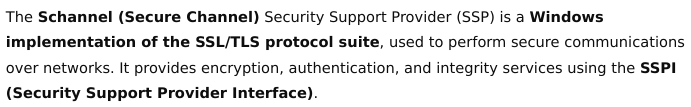 The Schannel (Secure Channel) Security Support Provider (SSP) is a Windows
implementation of the SSL/TLS protocol suite, used to perform secure communications
over networks. It provides encryption, authentication, and integrity services using the SSPI
(Security Support Provider Interface).